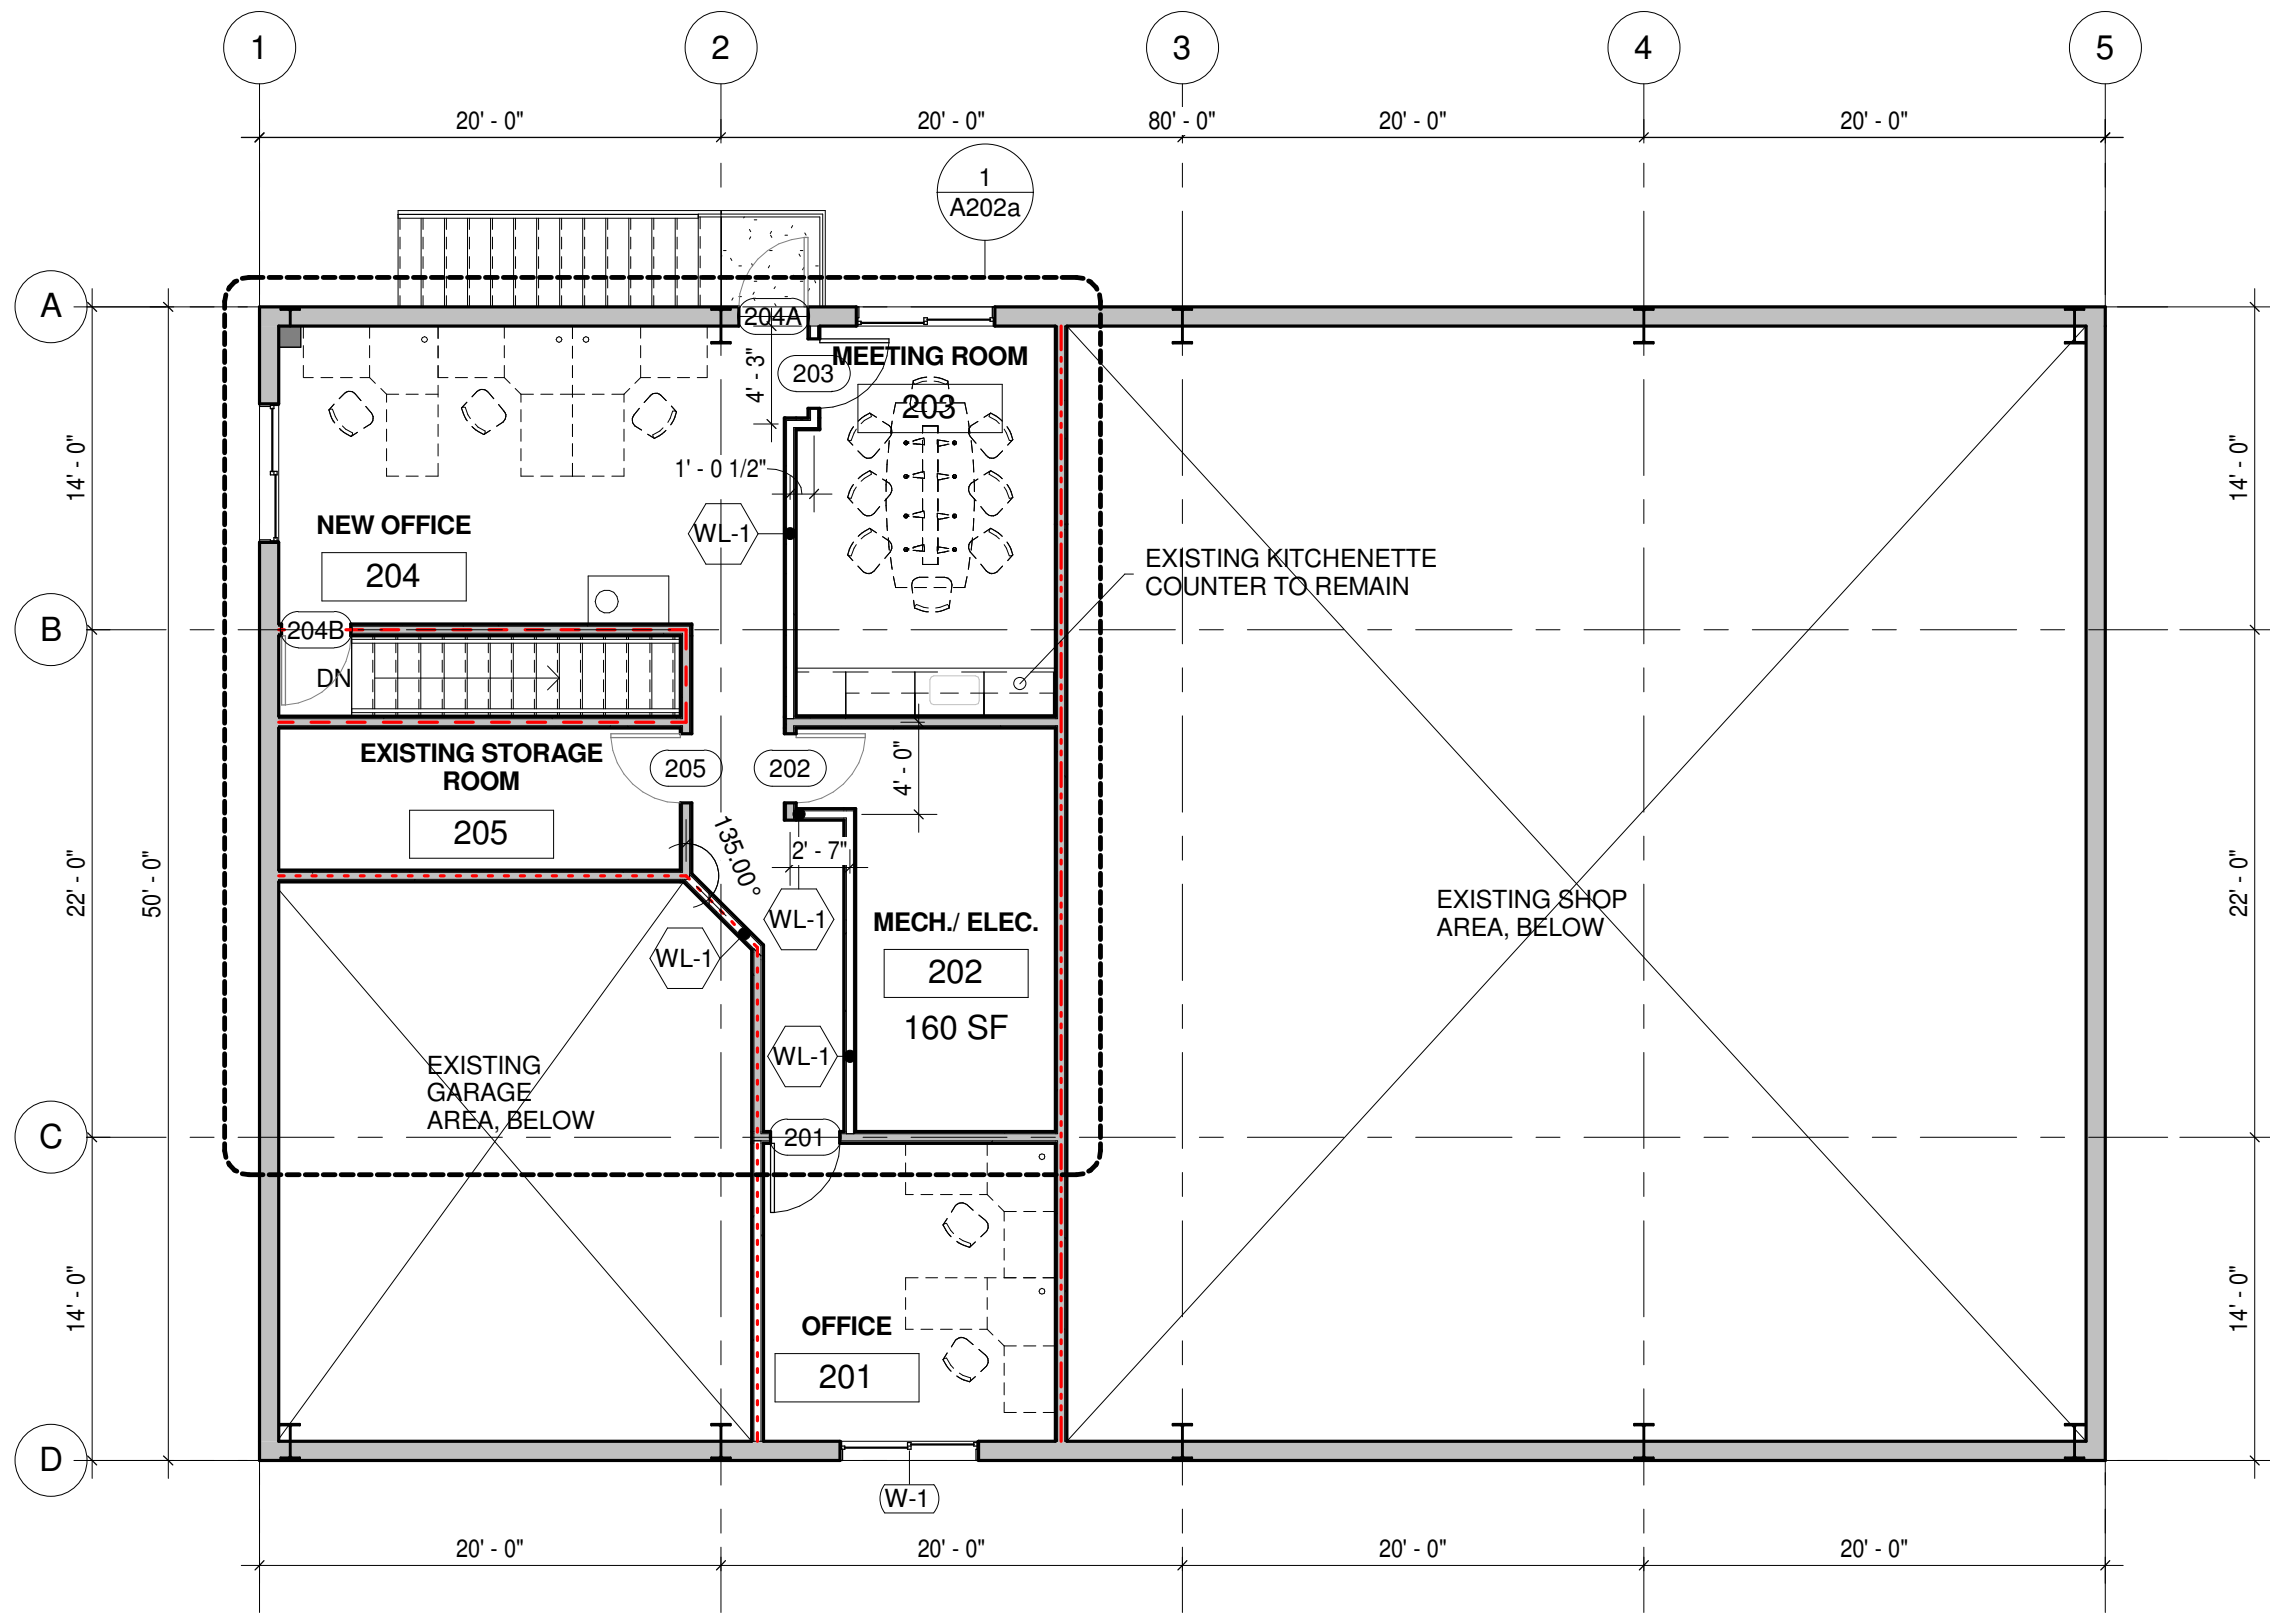 1
2
3
4
5
20' - 0"
20' - 0"
80' - 0"
20' - 0"
20' - 0"
1
A202a
A
204A
MEETING ROOM
203
203
4' - 3"
14' - 0"
14' - 0"
1' - 0 1/2"
NEW OFFICE
204
WL-1
EXISTING KITCHENETTE
COUNTER TO REMAIN
B
204B
DN
EXISTING STORAGE
ROOM
205
205
202
4' - 0"
135.00°
2' - 7"
22' - 0"
50' - 0"
22' - 0"
WL-1
WL-1
MECH./ ELEC.
202
160 SF
EXISTING SHOP
AREA, BELOW
WL-1
EXISTING
GARAGE
AREA, BELOW
C
201
14' - 0"
14' - 0"
OFFICE
201
D
W-1
20' - 0"
20' - 0"
20' - 0"
20' - 0"